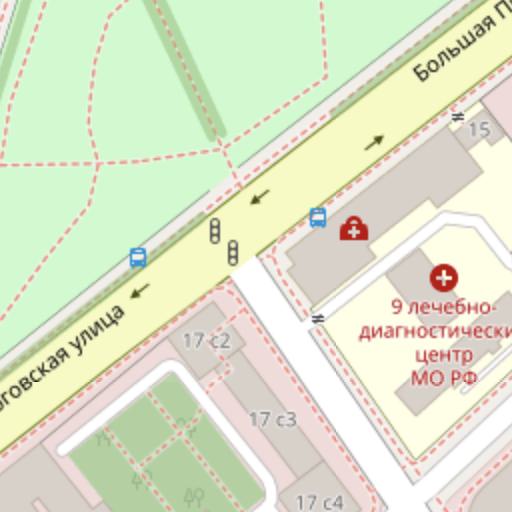 Большая П
15
9 лечебно-
диагностически
центр
МО РФ
говская улица
17 с2
17 с3
17 с4